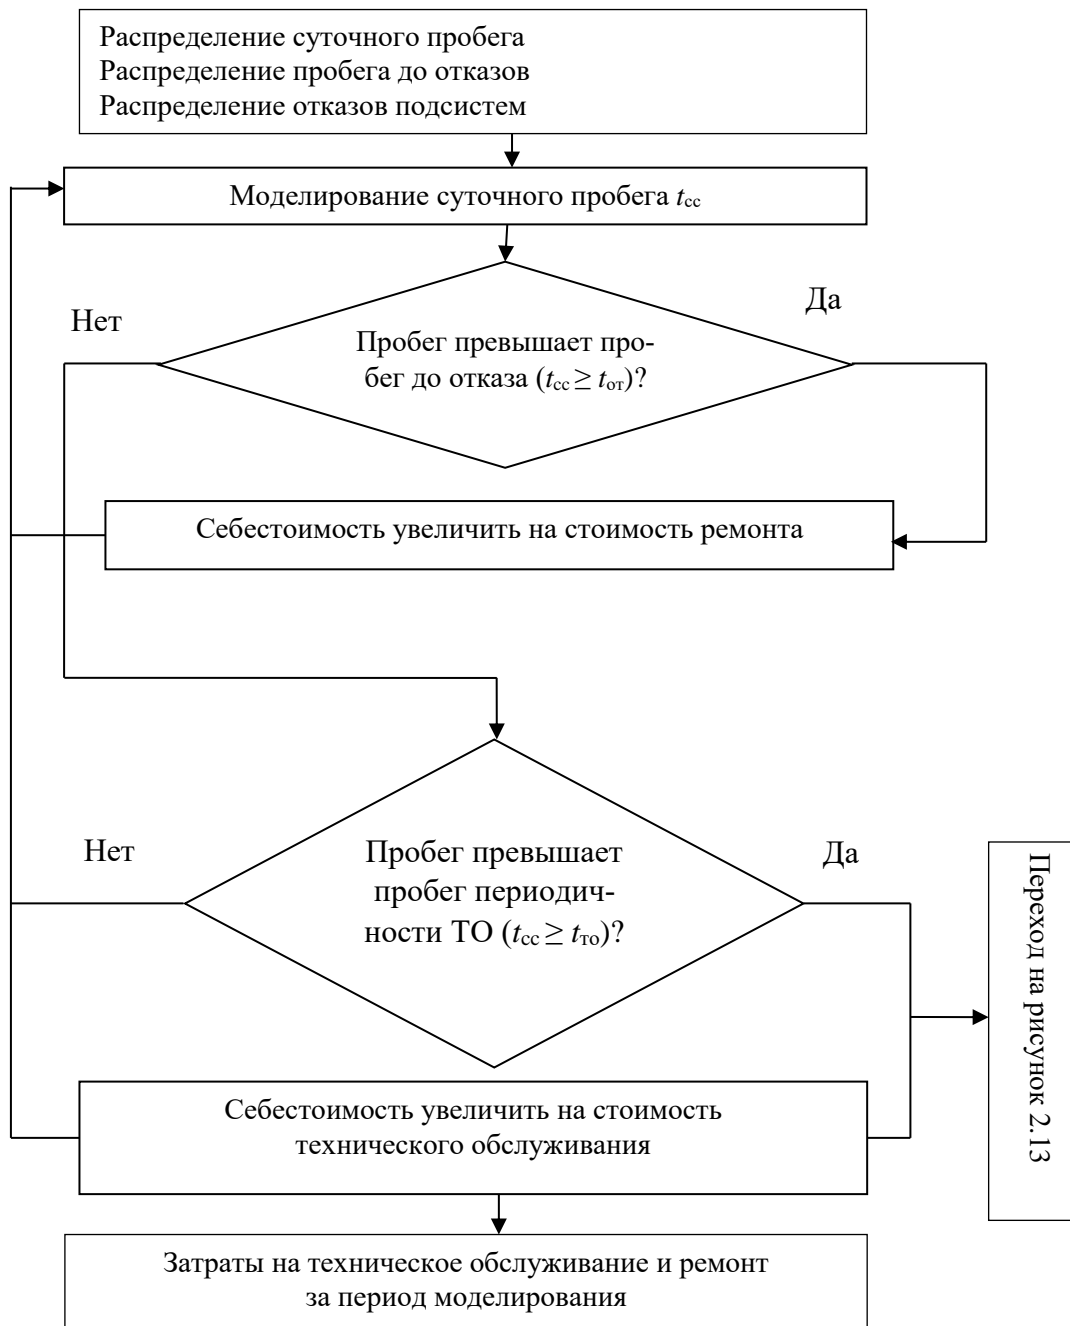 Распределение суточного пробега
Распределение пробега до отказов
Распределение отказов подсистем
Моделирование суточного пробега tсс
Нет
Да
Пробег превышает про-
бег до отказа (tсс ≥ tот)?
Себестоимость увеличить на стоимость ремонта
Нет
Да
Пробег превышает
пробег периодич-
ности ТО (tсс ≥ tто)?
Переход на рисунок 2.13
Себестоимость увеличить на стоимость
технического обслуживания
Затраты на техническое обслуживание и ремонт
за период моделирования